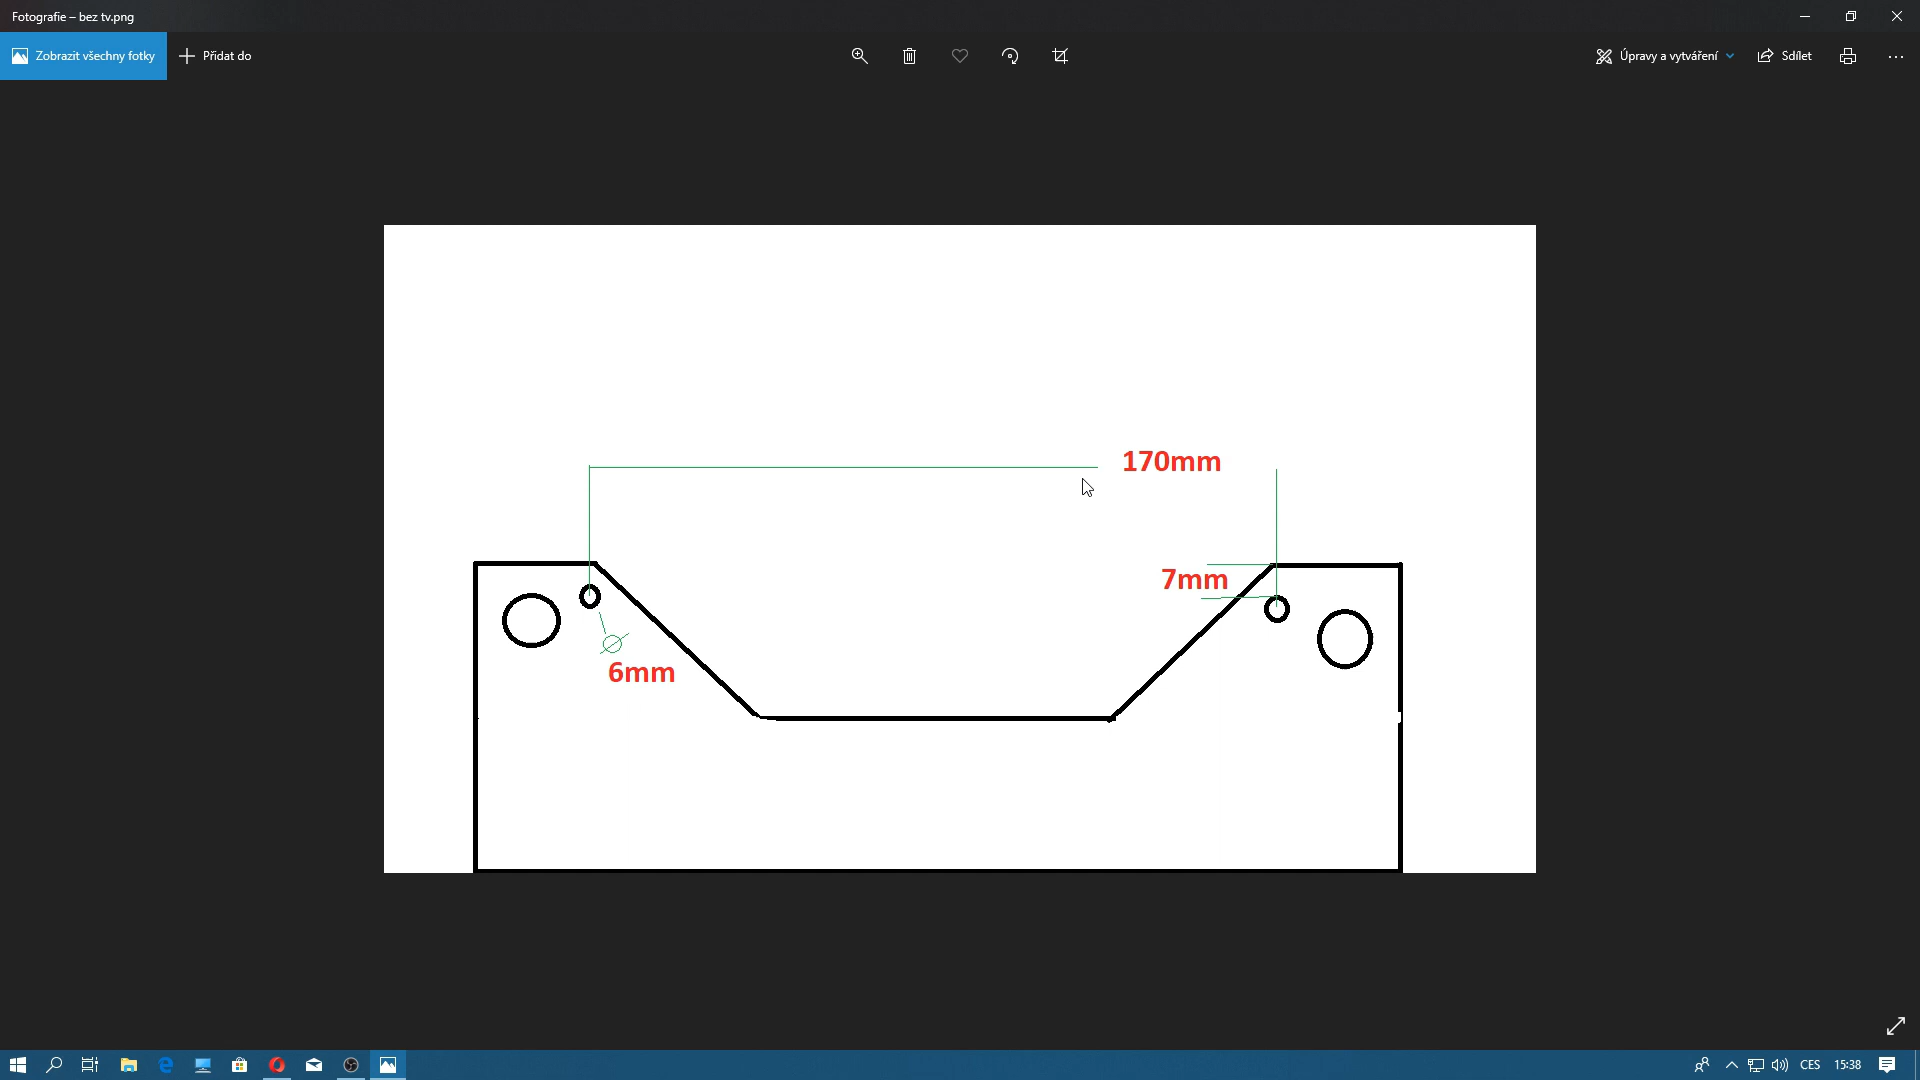 Fotografie – bez tv.png
Zobrazit všechny fotky
Přidat do
Úpravy a vytváření
Sdílet
170mm
7mm
6mm
CES
15:38